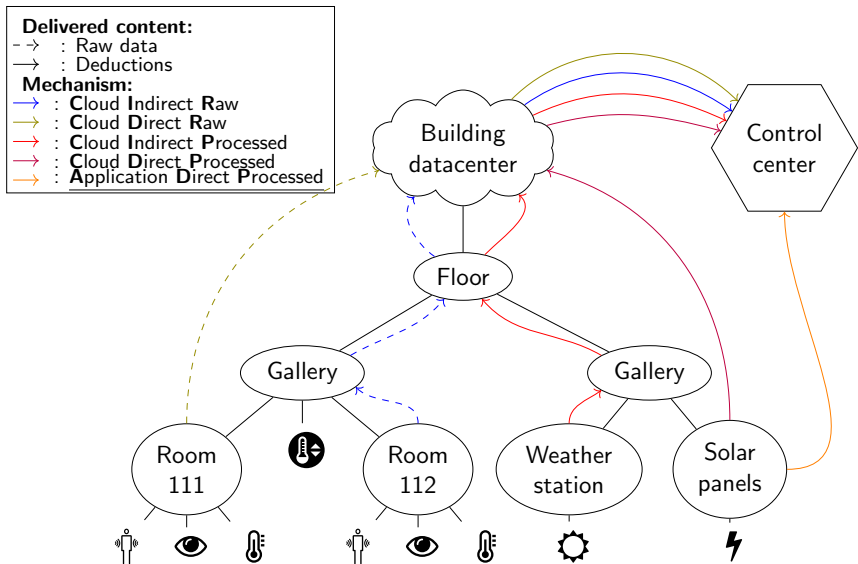 Delivered content:
: Raw data
: Deductions
Mechanism:
: Cloud Indirect Raw
: Cloud Direct Raw
: Cloud Indirect Processed
: Cloud Direct Processed
: Application Direct Processed
Building
datacenter
Control
center
Floor
Gallery
Gallery
Room
111
Room
112
Weather
station
Solar
panels